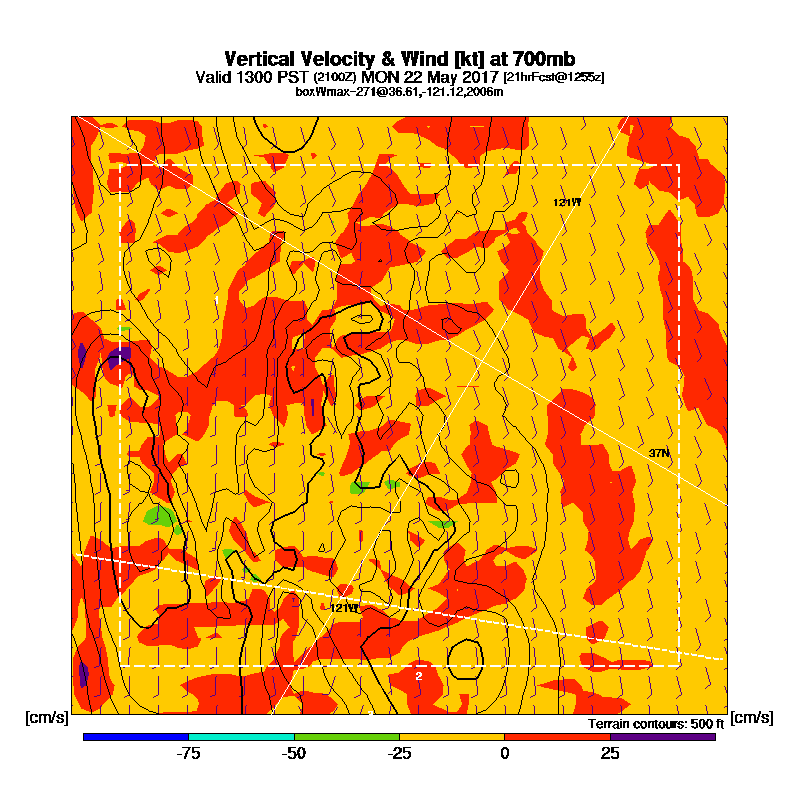 Vertical Velocity & Wind [kt] at 700mb
Valid 1300 PST (2100Z) MON 22 May 2017 [21hrFcst@1255z]
boxWmax-271@36.61,-121.12,2006m
121W
1
37N
121W
2
[cm/s]
Terrain contours: 500 ft
[cm/s]
-75 -50 -25 0 25